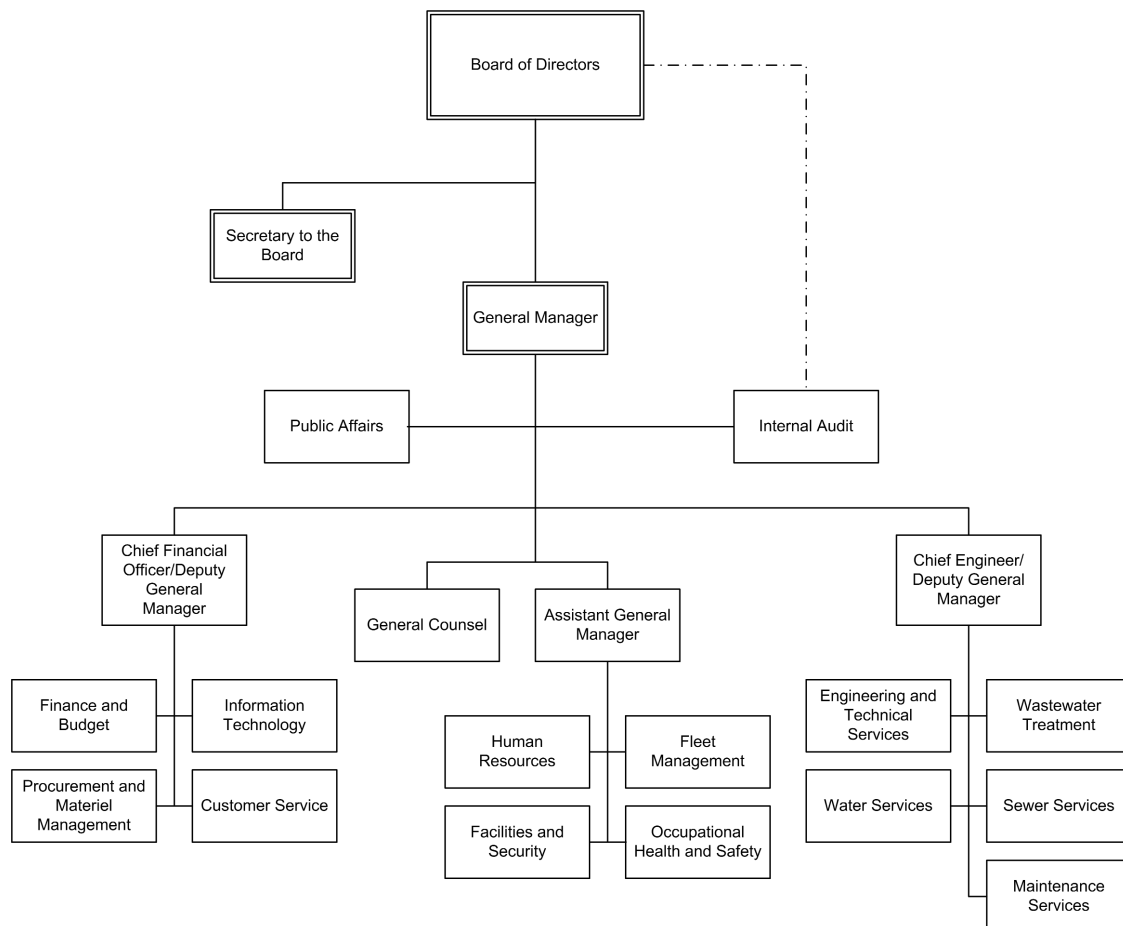 Board of Directors
Secretary to the
Board
General Manager
Public Affairs
Internal Audit
Chief Financial
Officer/Deputy
General
Manager
General Counsel
Assistant General
Manager
Chief Engineer/
Deputy General
Manager
Finance and
Budget
Information
Technology
Procurement and
Materiel
Management
Customer Service
Human
Resources
Fleet
Management
Facilities and
Security
Occupational
Health and Safety
Engineering and
Technical
Services
Wastewater
Treatment
Water Services
Sewer Services
Maintenance
Services